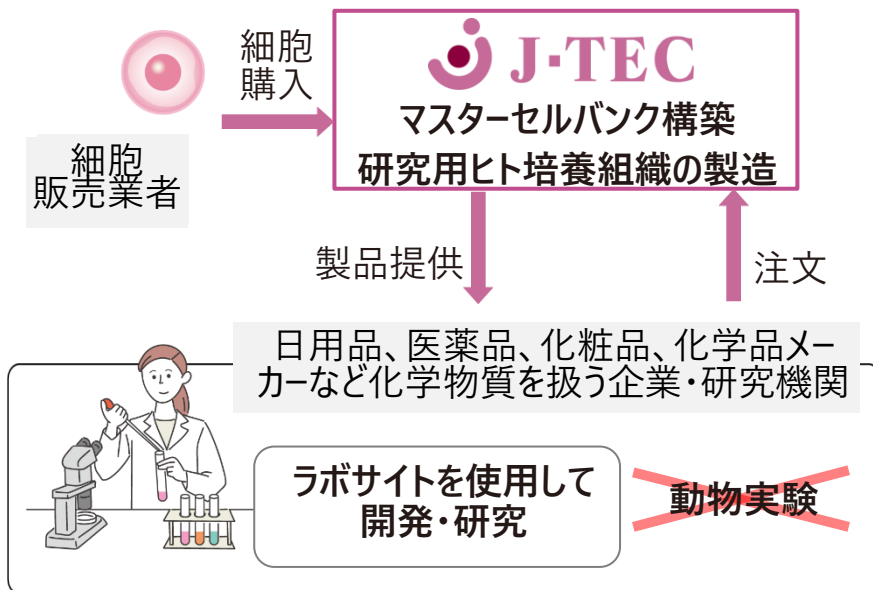 細胞
購入
J-TEC
マスターセルバンク構築
研究用ヒト培養組織の製造
細胞
販売業者
製品提供
注文
日用品、医薬品、化粧品、化学品メー
カーなど化学物質を扱う企業・研究機関
ラボサイトを使用して
開発・研究
動物実験